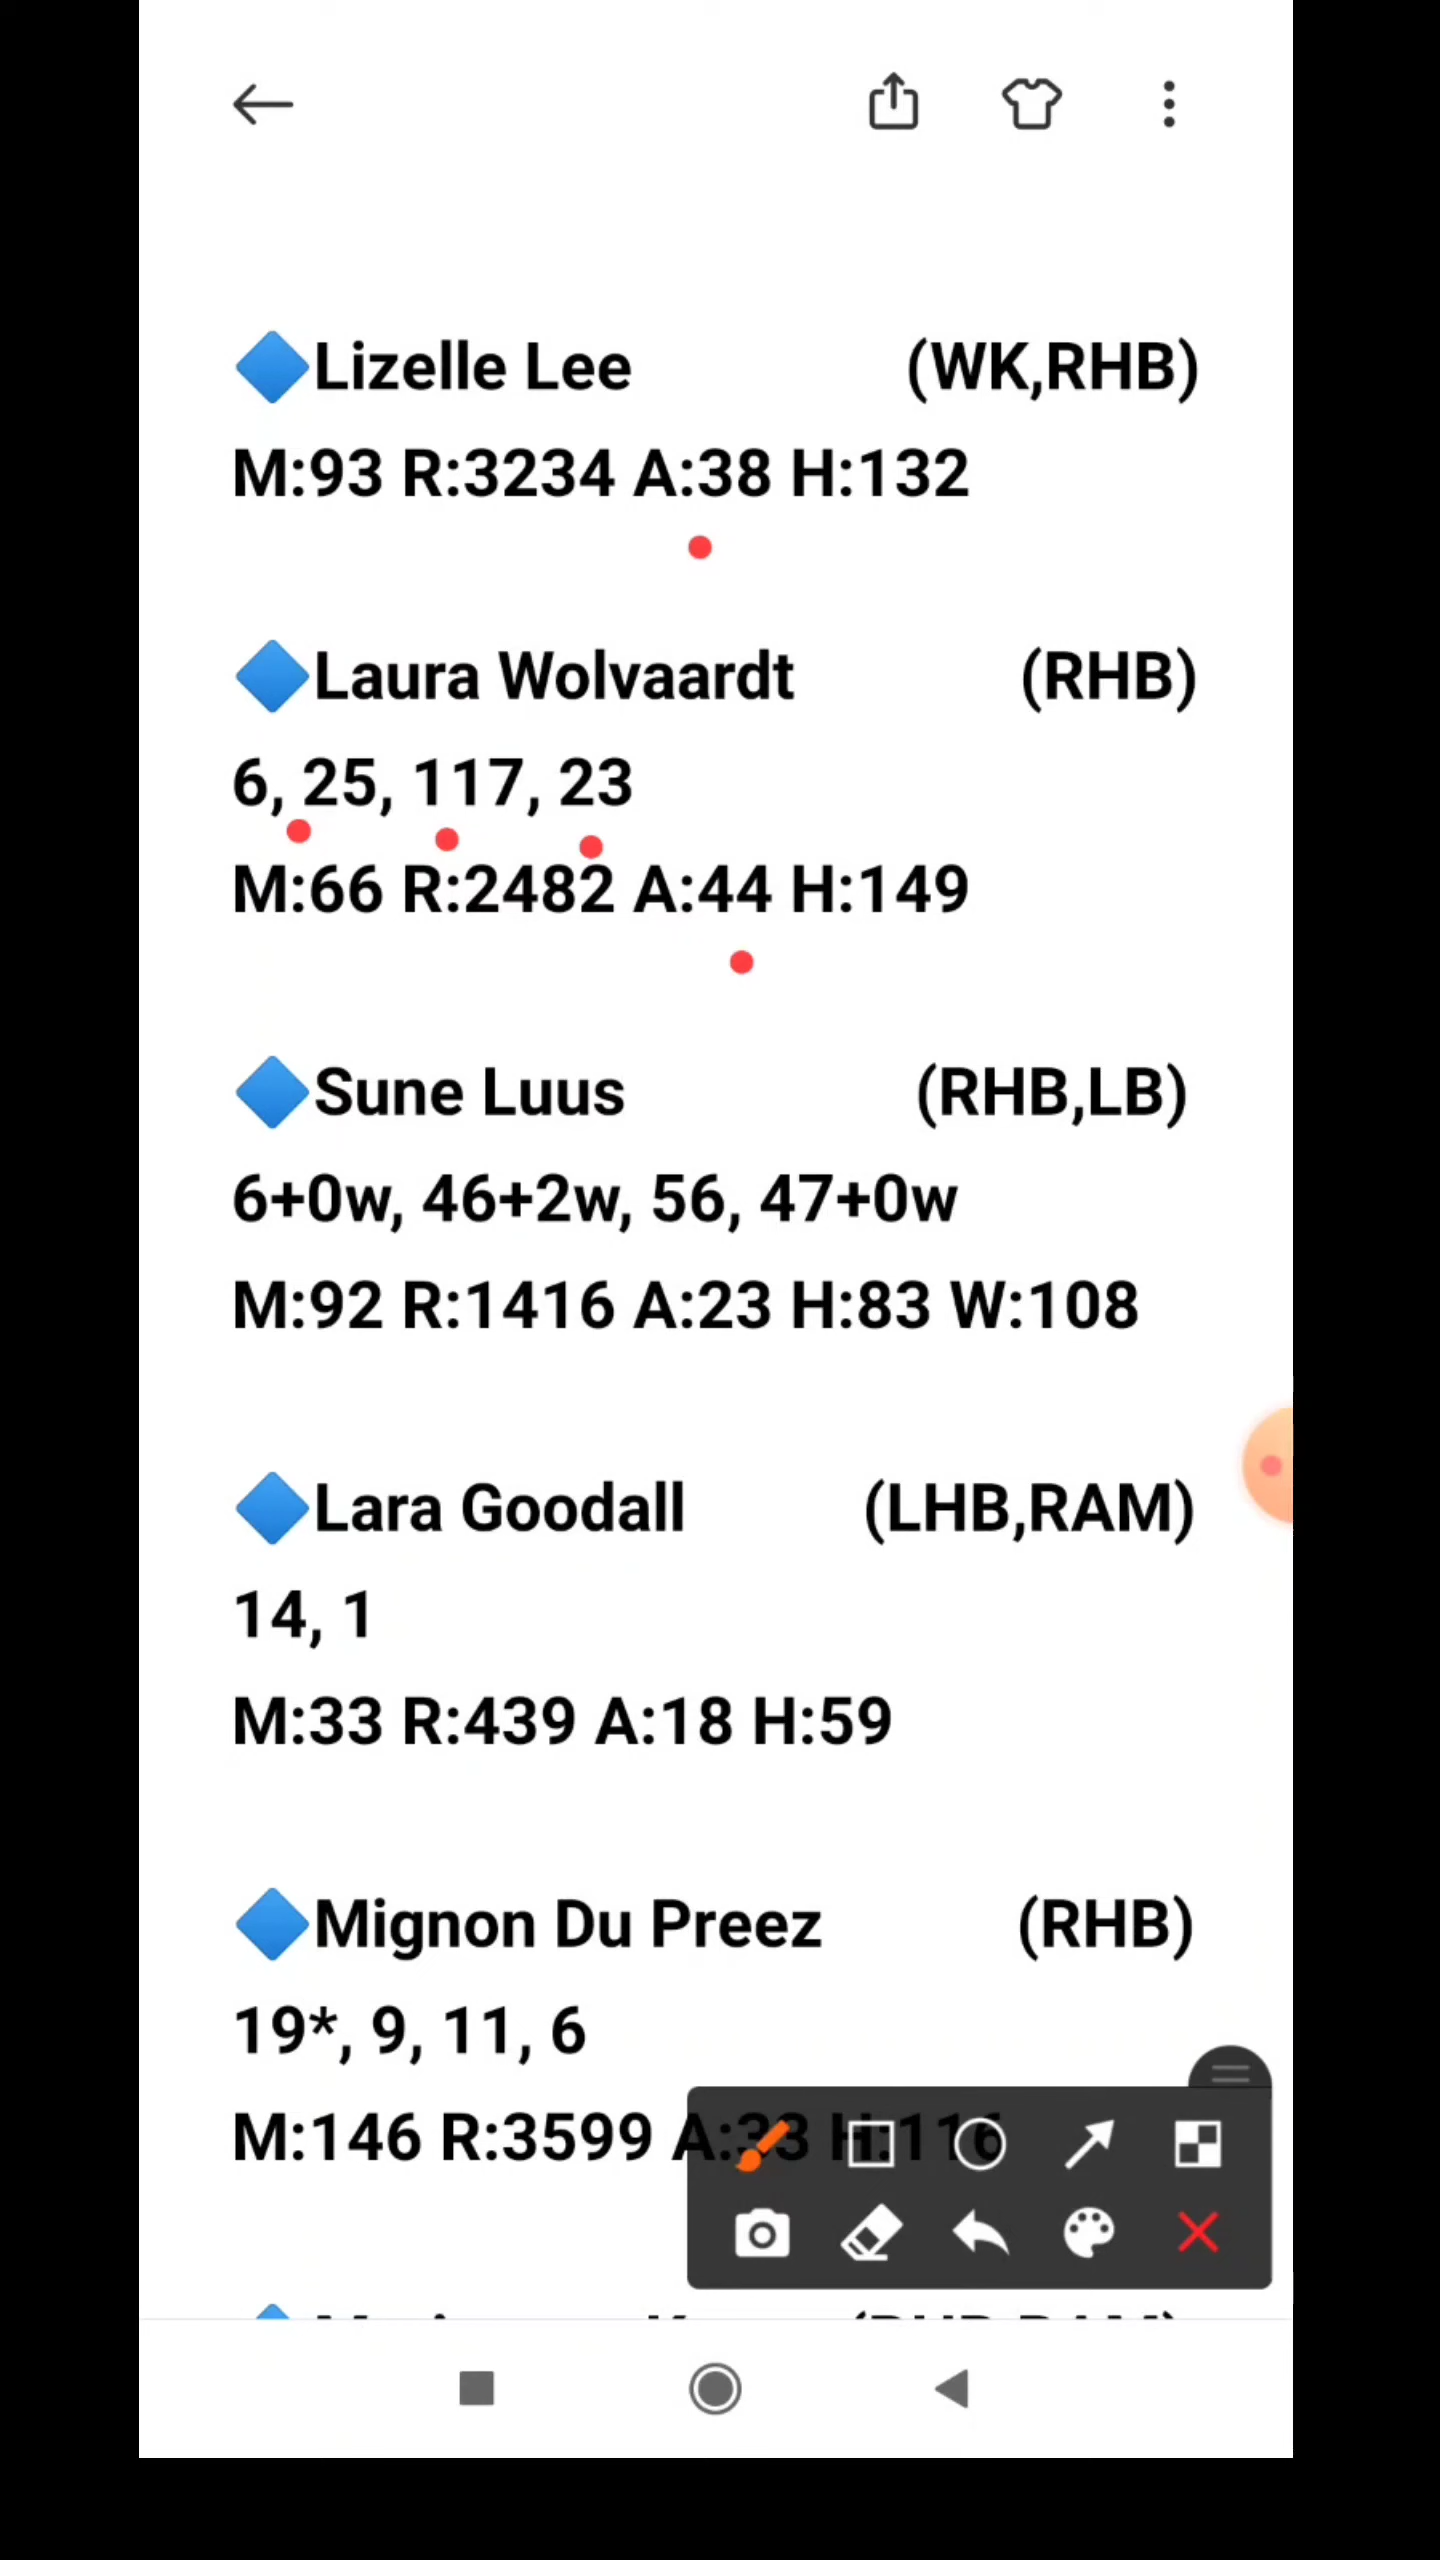 🔷Lizelle Lee (WK,RHB)
M:93 R:3234 A:38 H:132
🔷Laura Wolvaardt (RHB)
6, 25, 117, 23
M:66 R:2482 A:44 H:149
🔷Sune Luus (RHB,LB)
6+0w, 46+2w, 56, 47+0w
M:92 R:1416 A:23 H:83 W:108
🔷Lara Goodall (LHB,RAM)
14, 1
M:33 R:439 A:18 H:59
🔷Mignon Du Preez (RHB)
19*, 9, 11, 6
M:146 R:3599 A:33 H:116